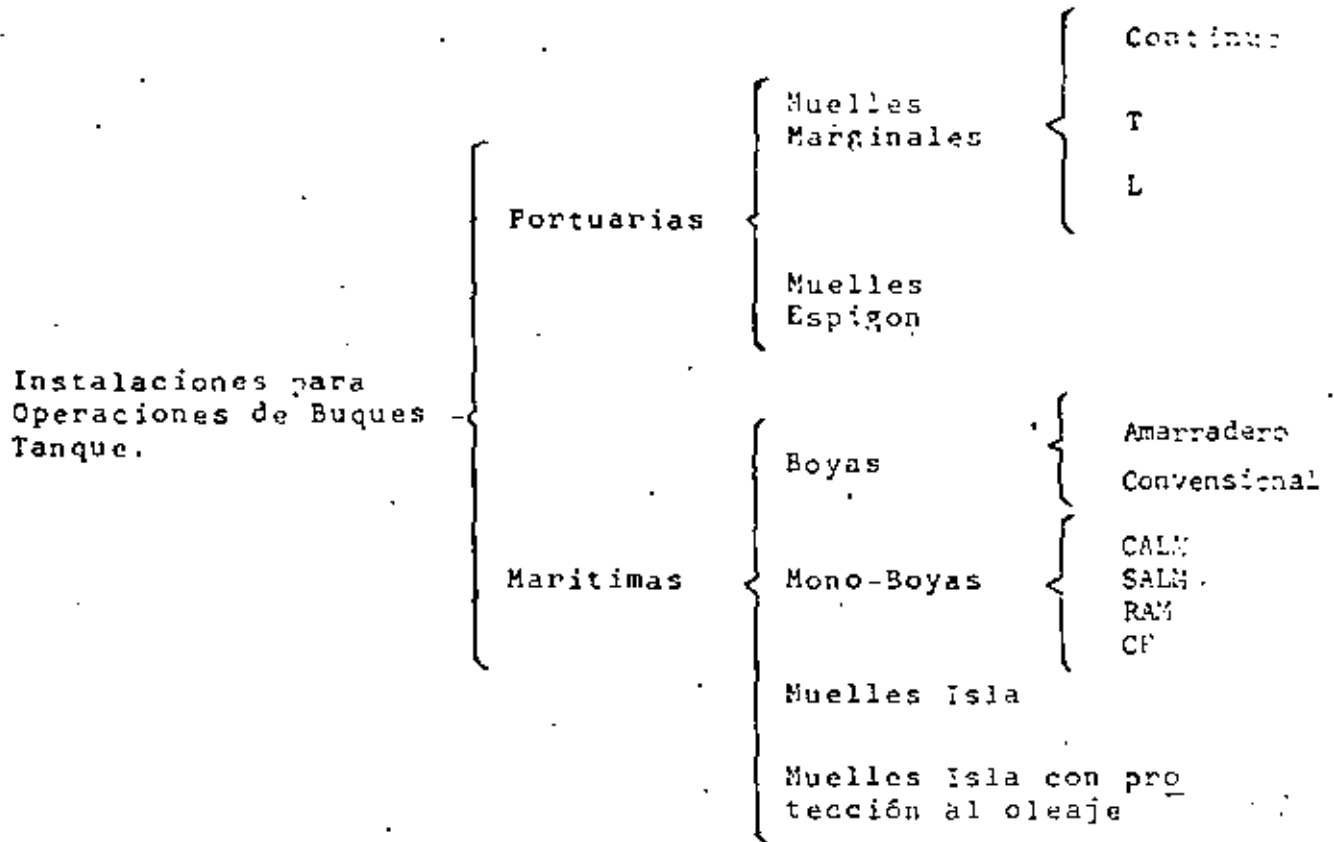 Continuo
Muelles
Marginales
T
L
Portuarias
Muelles
Espigon
Instalaciones para
Operaciones de Buques
Tanque.
Boyas
Amarradero
Convensional
Maritimas
Mono-Boyas
CALM
SALM
RAM
Muelles Isla
Muelles Isla con pro
tección al oleaje